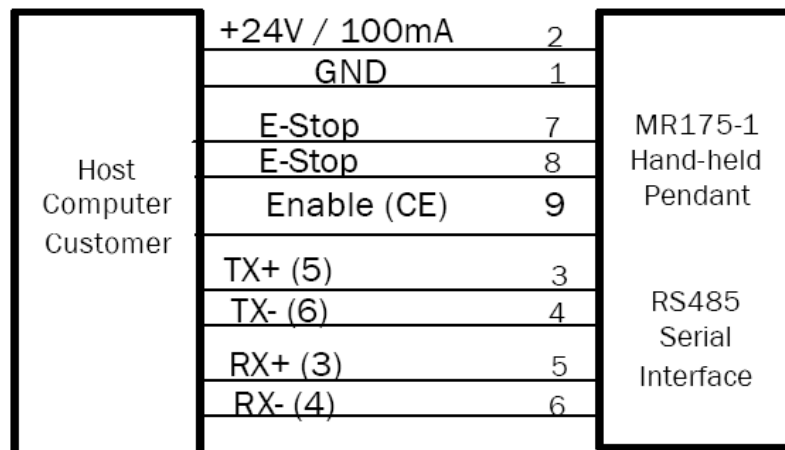 +24V / 100mA 2
GND 1
E-Stop 7
E-Stop 8
Enable (CE) 9
TX+ (5) 3
TX- (6) 4
RX+ (3) 5
RX- (4) 6
Host
Computer
Customer
MR175-1
Hand-held
Pendant
RS485
Serial
Interface